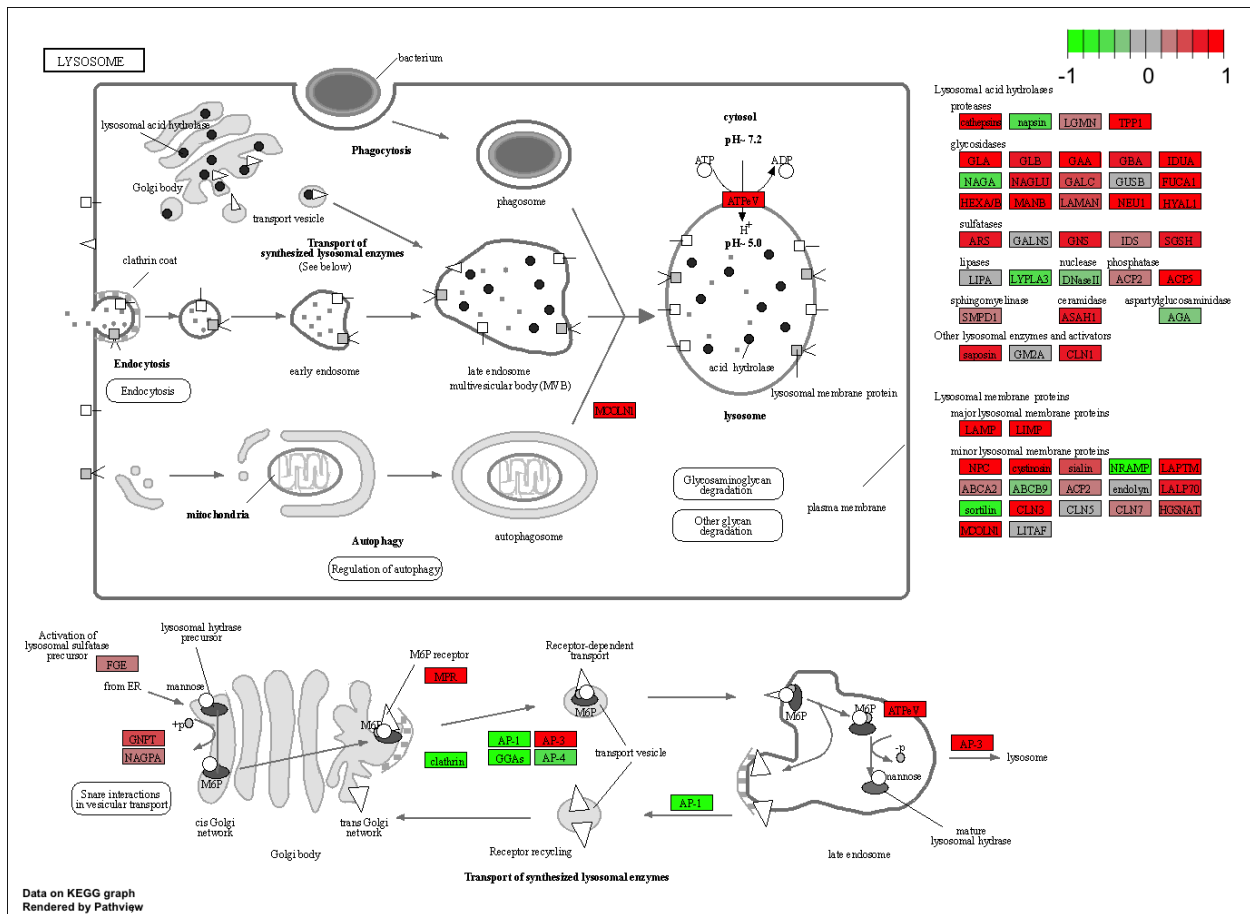 LYSOSOME
bacterium
-1
0
1
lysosomal acid hydrolase
Golbi body
transport vesicle
Phagocytosis
phagosome
cytosol
pH~ 7.2
ATP
ADP
ATPeV
H+
pH~ 5.0
Transport of
synthesized lysosomal enzymes
(See below)
clathrin coat
Endocytosis
Endocytosis
early endosome
late endosome
multivesicular body (MVB)
acid hydrolase
lysosomal membrane protein
lysosome
MCOLN1
mitochondria
Autophagy
Regulation of autophagy
autophagosome
Glycosaminoglycan
degradation
Other glycan
degradation
plasma membrane
Lysosomal acid hydrolases
proteases
cathepsins napsin LGMN TPP1
glycosidases
GLA GLB GAA GBA IDUA
NAGA NAGLU GALC GUSB FUCA1
HEXA/B MANB LAMAN NEU1 HYAL1
sulfatases
ARS GALNS GNS IDS SGSH
lipases nuclease phosphatase
LIPA LYPLA3 DNaseII ACP2 ACP5
sphingomyelinase ceramidase aspartylglucosaminidase
SMPD1 ASAH1 AGA
Other lysosomal enzymes and activators
saposin GM2A CLN1
Lysosomal membrane proteins
major lysosomal membrane proteins
LAMP LIMP
minor lysosomal membrane proteins
NPC cystinosin sialin NRAMP LAPTM
ABCA2 ABCB9 ACP2 endolyn LALP70
sortilin CLN3 CLN5 CLN7 HGSNAT
MCOLN1 LITAF
Activation of
lysosomal sulfatase
precursor
FGE
from ER
lysosomal hydrase
precursor
mannose
+p
GNPT
NAGPA
M6P
Snare interactions
in vesicular transport
cis Golgi
network
Golgi body
trans Golgi
network
M6P
M6P receptor
MPR
clathrin
AP-1 AP-3
GGAs AP-4
Receptor-dependent
transport
M6P
transport vesicle
Receptor recycling
AP-1
M6P
M6P
ATPeV
-p
mannose
AP-3
lysosome
mature
lysosomal hydrase
late endosome
Transport of synthesized lysosomal enzymes
Data on KEGG graph
Rendered by Pathview